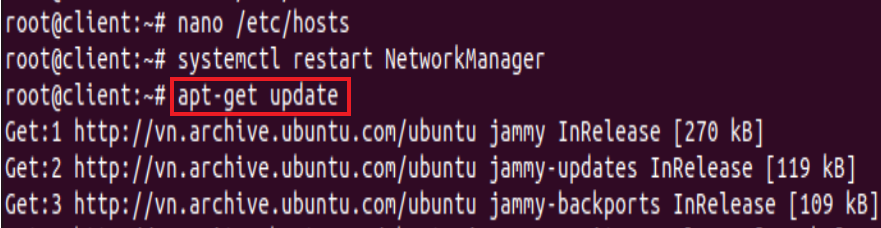 root@client:~# nano /etc/hosts
root@client:~# systemctl restart NetworkManager
root@client:~# apt-get update
Get:1 http://vn.archive.ubuntu.com/ubuntu jammy InRelease [270 kB]
Get:2 http://vn.archive.ubuntu.com/ubuntu jammy-updates InRelease [119 kB]
Get:3 http://vn.archive.ubuntu.com/ubuntu jammy-backports InRelease [109 kB]